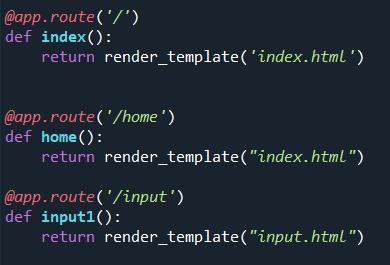 @app.route('/')
def index():
    return render_template('index.html')
@app.route('/home')
def home():
    return render_template("index.html")
@app.route('/input')
def input1():
    return render_template("input.html")